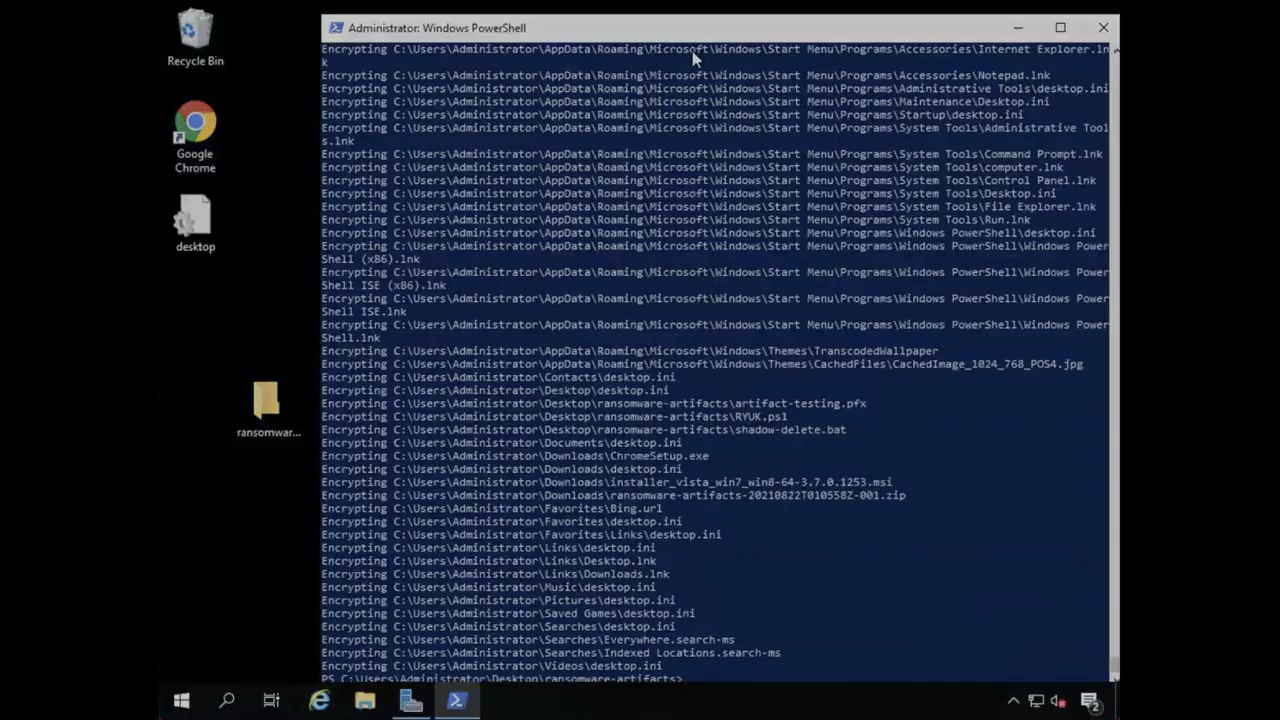 Administrator: Windows PowerShell
Recycle Bin
Google
Chrome
desktop
ransomwar...
Encrypting C:\Users\Administrator\AppData\Roaming\Microsoft\Windows\Start Menu\Programs\Accessories\Internet Explorer.ln
k
Encrypting C:\Users\Administrator\AppData\Roaming\Microsoft\Windows\Start Menu\Programs\Accessories\Notepad.lnk
Encrypting C:\Users\Administrator\AppData\Roaming\Microsoft\Windows\Start Menu\Programs\Administrative Tools\desktop.ini
Encrypting C:\Users\Administrator\AppData\Roaming\Microsoft\Windows\Start Menu\Programs\Maintenance\Desktop.ini
Encrypting C:\Users\Administrator\AppData\Roaming\Microsoft\Windows\Start Menu\Programs\Startup\desktop.ini
Encrypting C:\Users\Administrator\AppData\Roaming\Microsoft\Windows\Start Menu\Programs\System Tools\Administrative Tool
s.lnk
Encrypting C:\Users\Administrator\AppData\Roaming\Microsoft\Windows\Start Menu\Programs\System Tools\Command Prompt.lnk
Encrypting C:\Users\Administrator\AppData\Roaming\Microsoft\Windows\Start Menu\Programs\System Tools\computer.lnk
Encrypting C:\Users\Administrator\AppData\Roaming\Microsoft\Windows\Start Menu\Programs\System Tools\Control Panel.lnk
Encrypting C:\Users\Administrator\AppData\Roaming\Microsoft\Windows\Start Menu\Programs\System Tools\Desktop.ini
Encrypting C:\Users\Administrator\AppData\Roaming\Microsoft\Windows\Start Menu\Programs\System Tools\File Explorer.lnk
Encrypting C:\Users\Administrator\AppData\Roaming\Microsoft\Windows\Start Menu\Programs\System Tools\Run.lnk
Encrypting C:\Users\Administrator\AppData\Roaming\Microsoft\Windows\Start Menu\Programs\Windows PowerShell\desktop.ini
Encrypting C:\Users\Administrator\AppData\Roaming\Microsoft\Windows\Start Menu\Programs\Windows PowerShell\Windows Power
Shell (x86).lnk
Encrypting C:\Users\Administrator\AppData\Roaming\Microsoft\Windows\Start Menu\Programs\Windows PowerShell\Windows Power
Shell ISE (x86).lnk
Encrypting C:\Users\Administrator\AppData\Roaming\Microsoft\Windows\Start Menu\Programs\Windows PowerShell\Windows Power
Shell ISE.lnk
Encrypting C:\Users\Administrator\AppData\Roaming\Microsoft\Windows\Start Menu\Programs\Windows PowerShell\Windows Power
Shell.lnk
Encrypting C:\Users\Administrator\AppData\Roaming\Microsoft\Windows\Themes\TranscodedWallpaper
Encrypting C:\Users\Administrator\AppData\Roaming\Microsoft\Windows\Themes\CachedFiles\CachedImage_1024_768_POS4.jpg
Encrypting C:\Users\Administrator\Contacts\desktop.ini
Encrypting C:\Users\Administrator\Desktop\desktop.ini
Encrypting C:\Users\Administrator\Desktop\ransomware-artifacts\artifact-testing.pfx
Encrypting C:\Users\Administrator\Desktop\ransomware-artifacts\RYUK.ps1
Encrypting C:\Users\Administrator\Desktop\ransomware-artifacts\shadow-delete.bat
Encrypting C:\Users\Administrator\Documents\desktop.ini
Encrypting C:\Users\Administrator\Downloads\ChromeSetup.exe
Encrypting C:\Users\Administrator\Downloads\desktop.ini
Encrypting C:\Users\Administrator\Downloads\installer_vista_win7_win8-64-3.7.0.1253.msi
Encrypting C:\Users\Administrator\Downloads\ransomware-artifacts-20210822T010558Z-001.zip
Encrypting C:\Users\Administrator\Favorites\Bing.url
Encrypting C:\Users\Administrator\Favorites\desktop.ini
Encrypting C:\Users\Administrator\Favorites\Links\desktop.ini
Encrypting C:\Users\Administrator\Links\desktop.ini
Encrypting C:\Users\Administrator\Links\Desktop.lnk
Encrypting C:\Users\Administrator\Links\Downloads.lnk
Encrypting C:\Users\Administrator\Music\desktop.ini
Encrypting C:\Users\Administrator\Pictures\desktop.ini
Encrypting C:\Users\Administrator\Saved Games\desktop.ini
Encrypting C:\Users\Administrator\Searches\desktop.ini
Encrypting C:\Users\Administrator\Searches\Everywhere.search-ms
Encrypting C:\Users\Administrator\Searches\Indexed Locations.search-ms
Encrypting C:\Users\Administrator\Videos\desktop.ini
PS C:\Users\Administrator\Desktop\ransomware-artifacts>
2